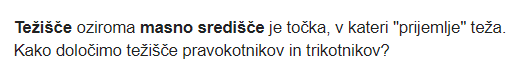 Težišče oziroma masno središče je točka, v kateri "prijemlje" teža.
Kako določimo težišče pravokotnikov in trikotnikov?